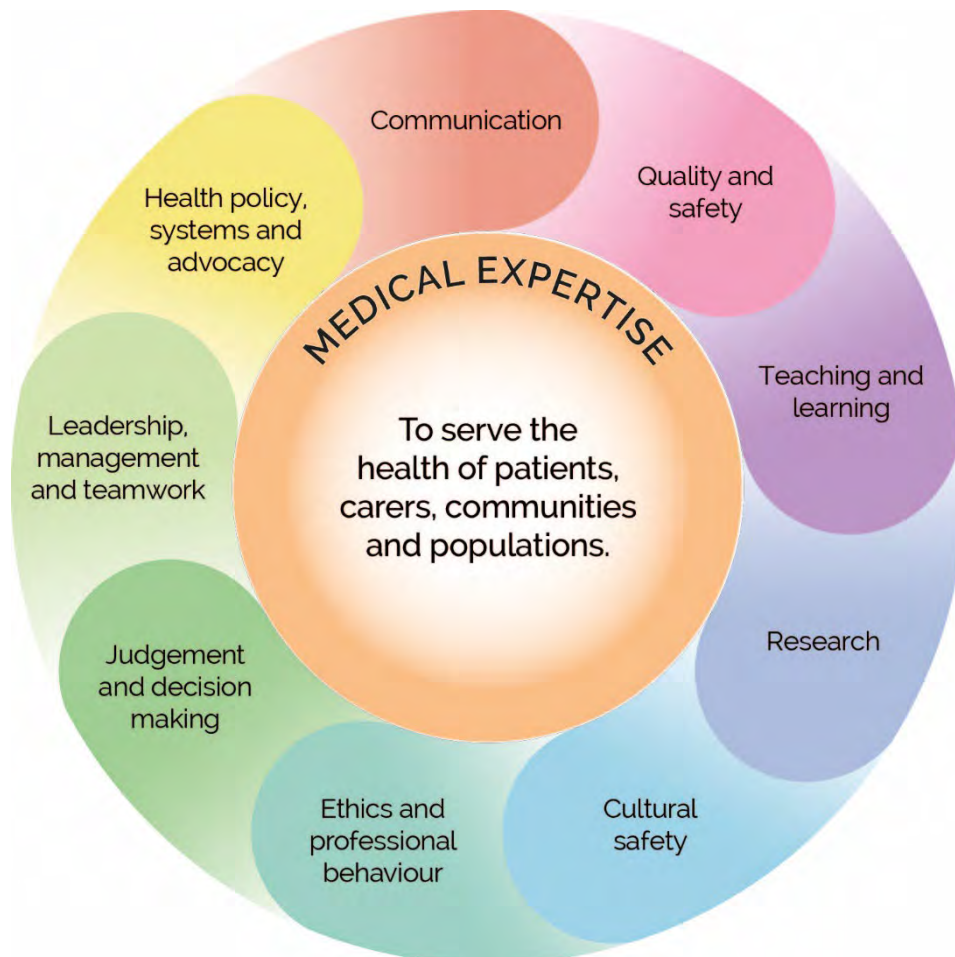 Communication
Quality and
safety
Teaching and
learning
Research
Cultural
safety
Ethics and
professional
behaviour
Judgement
and decision
making
Leadership,
management
and teamwork
Health policy,
systems and
advocacy
MEDICAL EXPERTISE
To serve the
health of patients,
carers, communities
and populations.